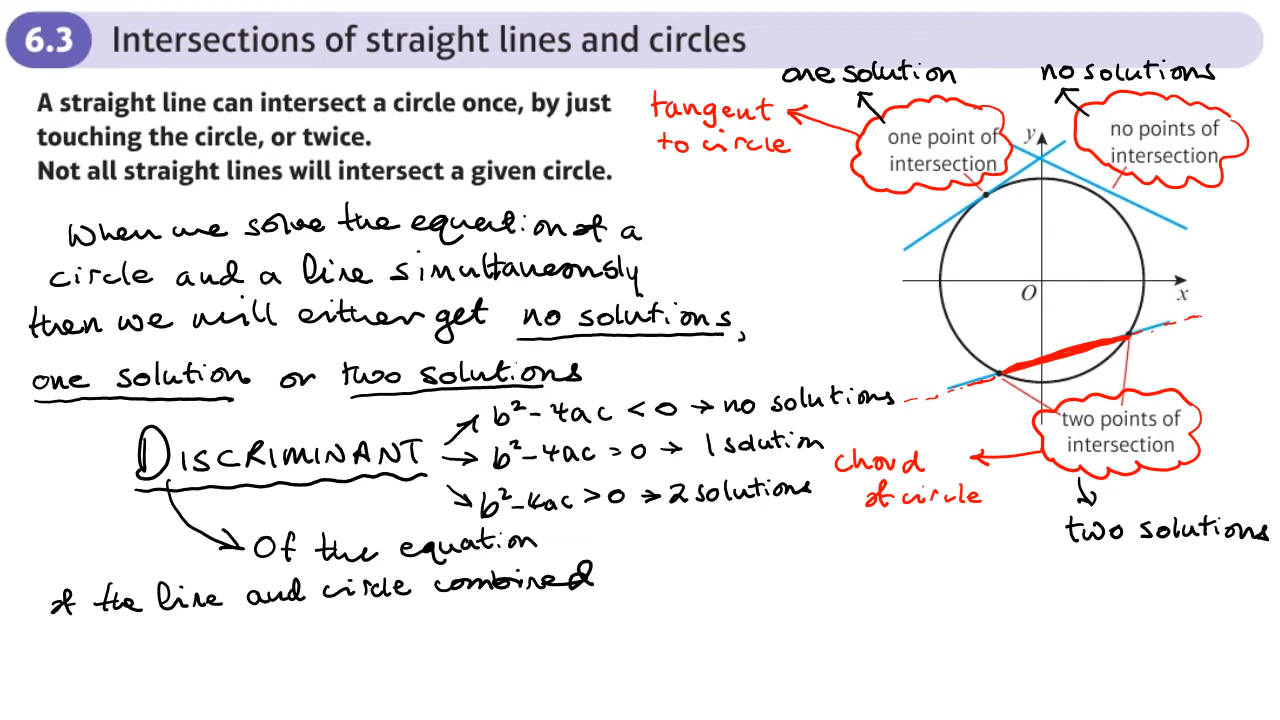 6.3 Intersections of straight lines and circles
A straight line can intersect a circle once, by just
touching the circle, or twice.
Not all straight lines will intersect a given circle.
When we solve the equation of a
circle and a line simultaneously
then we will either get no solutions,
one solution or two solutions
DISCRIMINANT
b² - 4ac < 0 → no solutions
b² - 4ac = 0 → 1 solution
b² - 4ac > 0 → 2 solutions
Of the equation
of the line and circle combined
one solution
no solutions
tangent
to circle
one point of
intersection
no points of
intersection
y
O
x
two points of
intersection
chord
of circle
two solutions